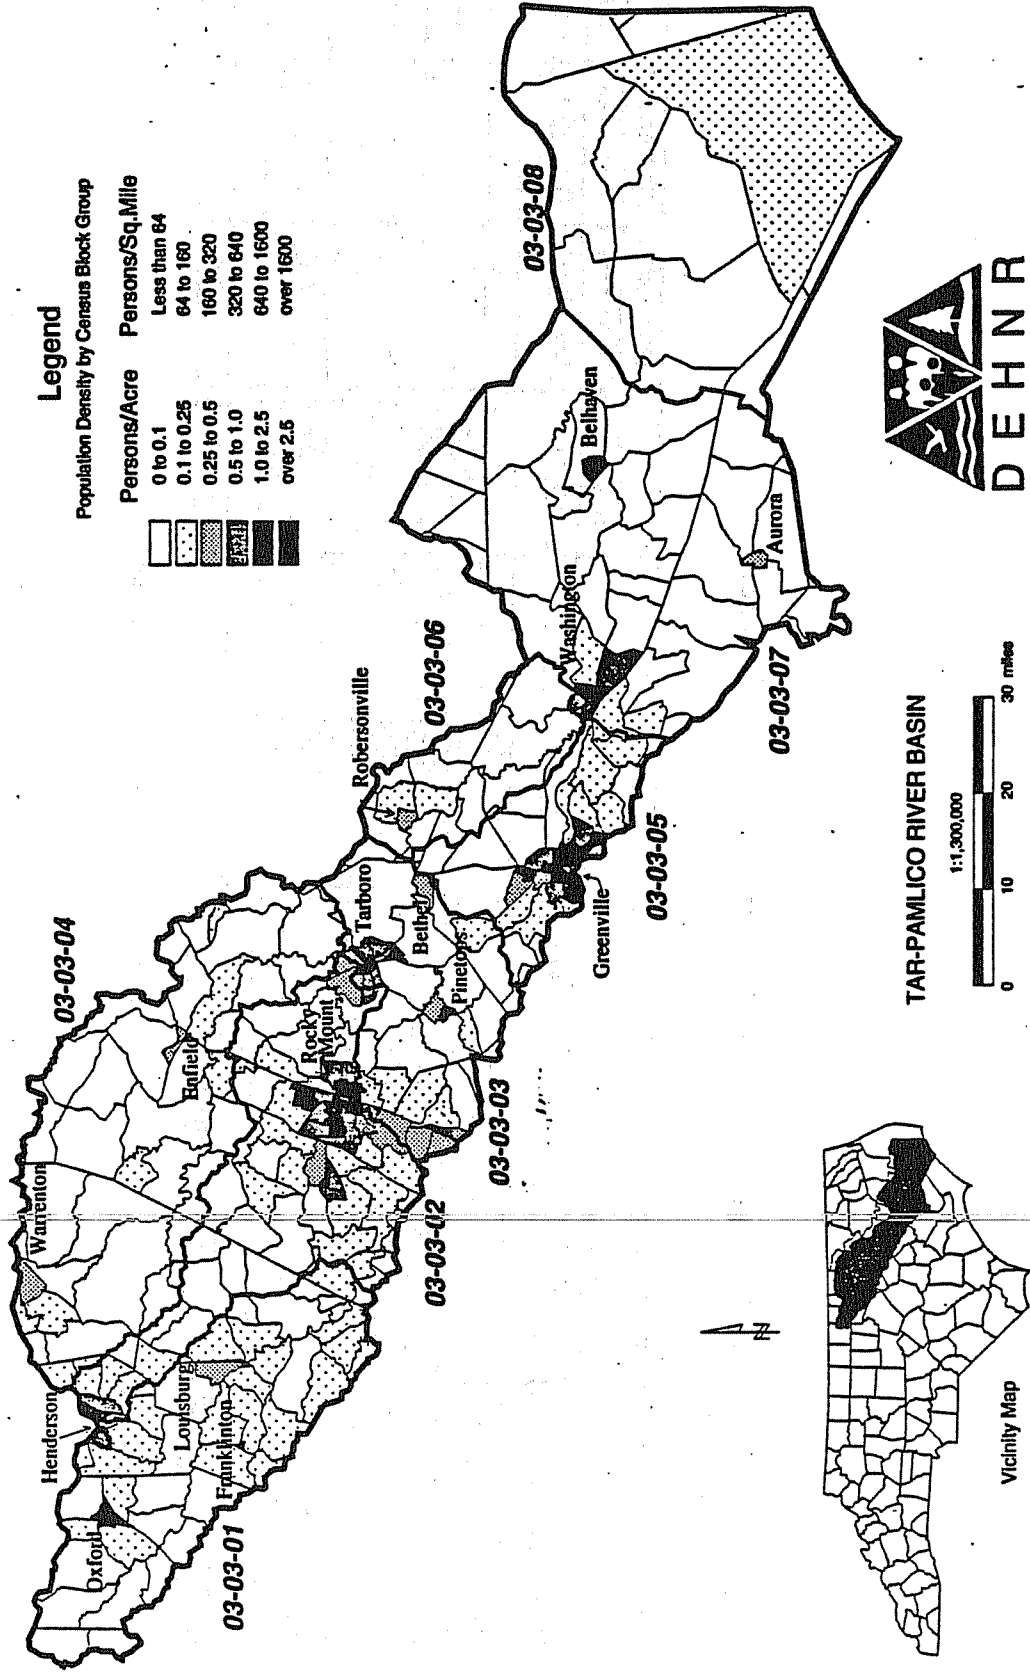 Legend
Population Density by Census Block Group
Persons/Acre Persons/Sq.Mile
0 to 0.1 Less than 64
0.1 to 0.25 64 to 160
0.25 to 0.5 160 to 320
0.5 to 1.0 320 to 640
1.0 to 2.5 640 to 1600
over 2.5 over 1600
03-03-04
03-03-06
03-03-08
Warrenton
Henderson
Oxford
Enfield
Louisburg
Franklinton
Rocky
Mount
Tarboro
Robersonville
Bethel
Pinetops
Washington
Belhaven
Greenville
Aurora
03-03-01
03-03-02
03-03-03
03-03-05
03-03-07
TAR-PAMLICO RIVER BASIN
1:1,300,000
0 10 20 30 miles
N
Vicinity Map
DEHNR